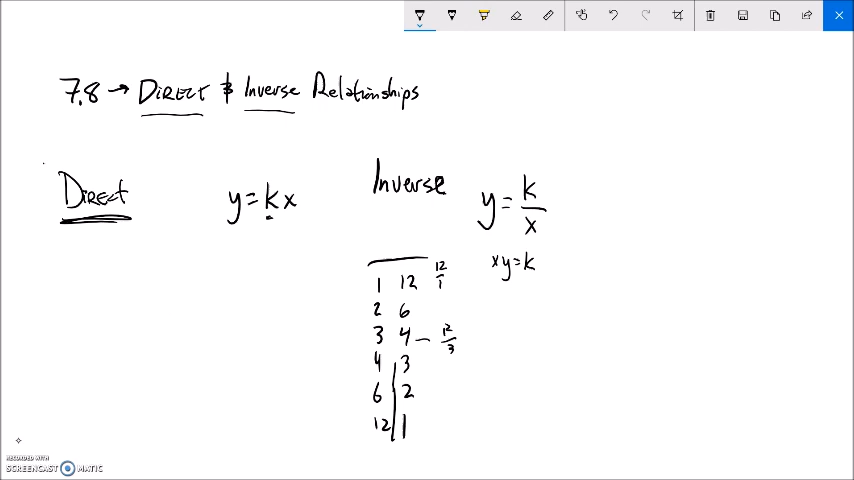 7.8 → DIRECT & Inverse Relationships
DIRECT
y = kx
Inverse
y = k/x
xy = k
1 12 12/1
2 6
3 4 — 12/3
4 3
6 2
12 1
RECORDED WITH
SCREENCAST MATIC